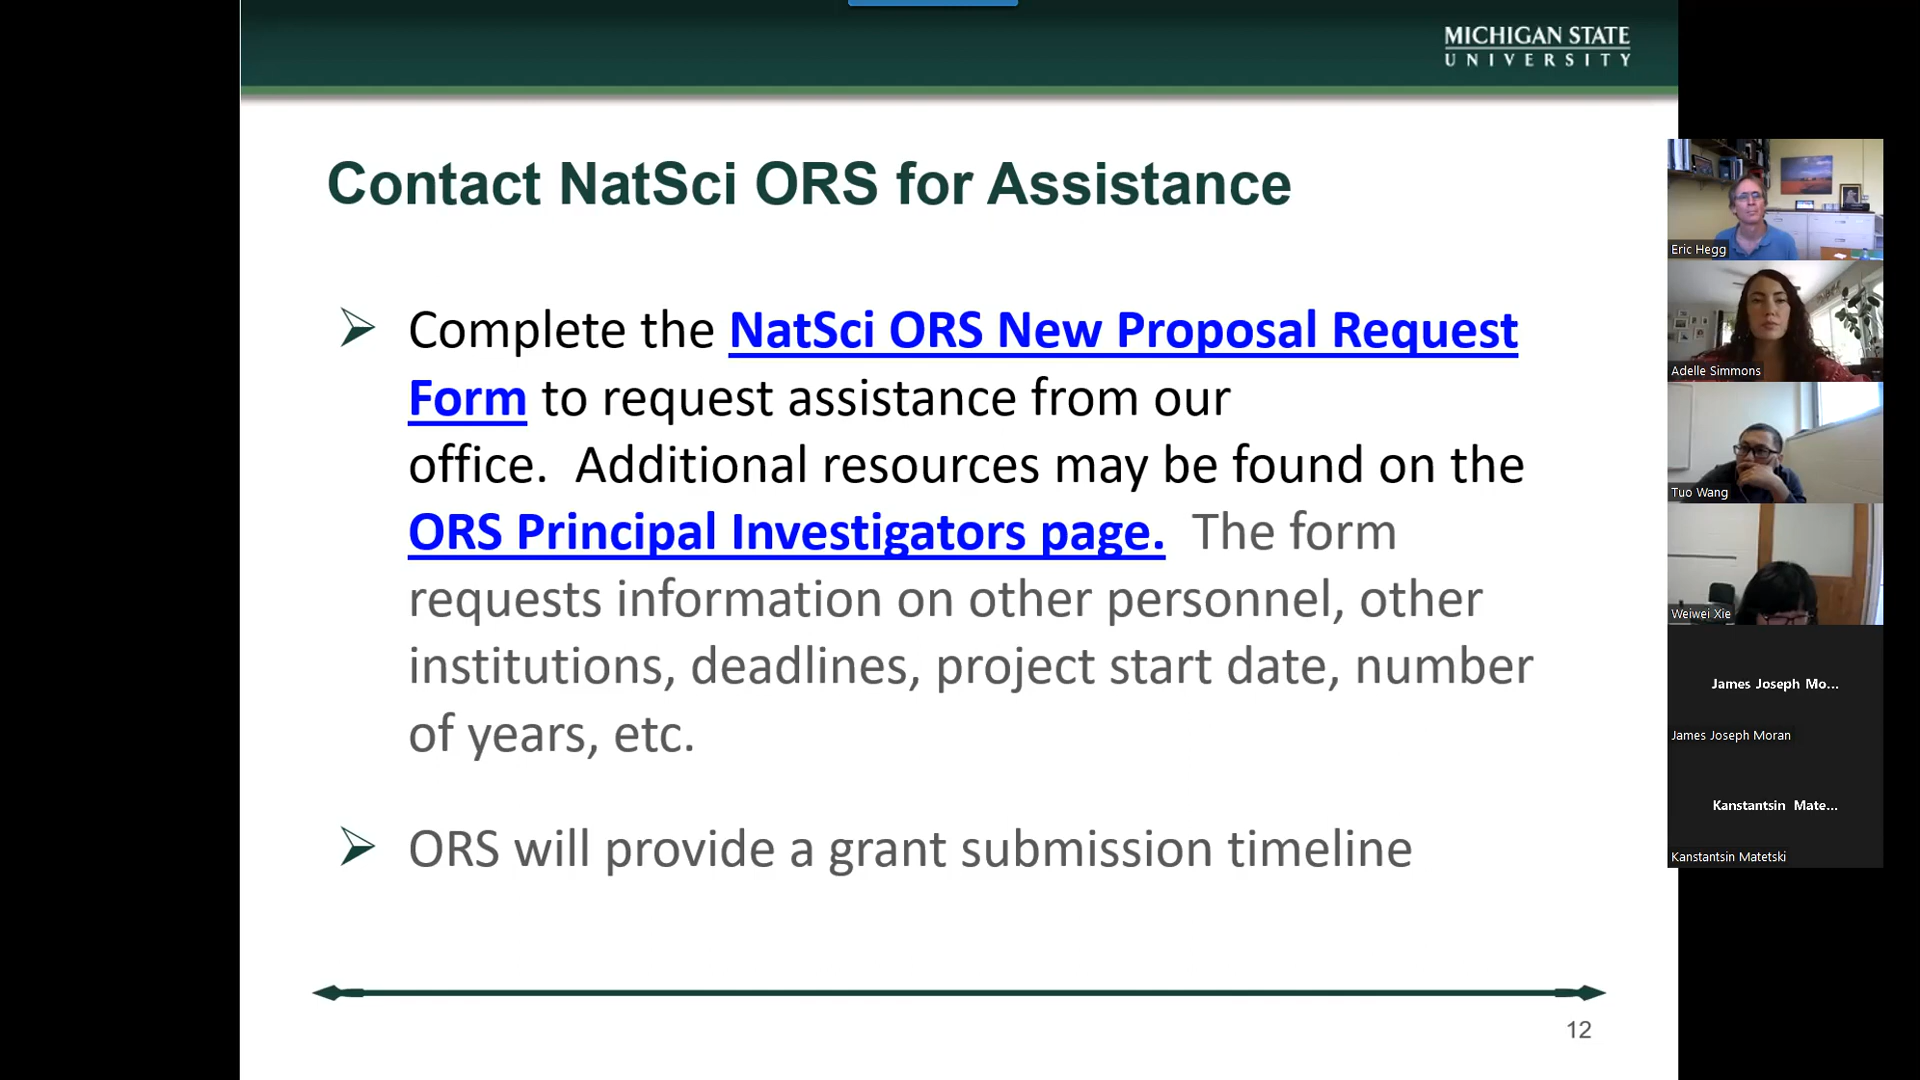 MICHIGAN STATE
UNIVERSITY
Contact NatSci ORS for Assistance
Complete the NatSci ORS New Proposal Request
Form to request assistance from our
office.  Additional resources may be found on the
ORS Principal Investigators page.  The form
requests information on other personnel, other
institutions, deadlines, project start date, number
of years, etc.
ORS will provide a grant submission timeline
12
Eric Hegg
Adelle Simmons
Tuo Wang
Weiwei Xie
James Joseph Mo...
James Joseph Moran
Kanstantsin Mate...
Kanstantsin Matetski